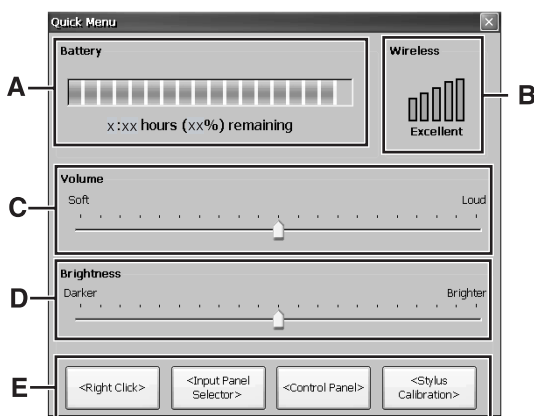 Quick Menu
Battery
Wireless
A
B
x:xx hours (xx%) remaining
Excellent
Volume
Soft
Loud
C
Brightness
Darker
Brighter
D
E
<Right Click>
<Input Panel
Selector>
<Control Panel>
<Stylus
Calibration>